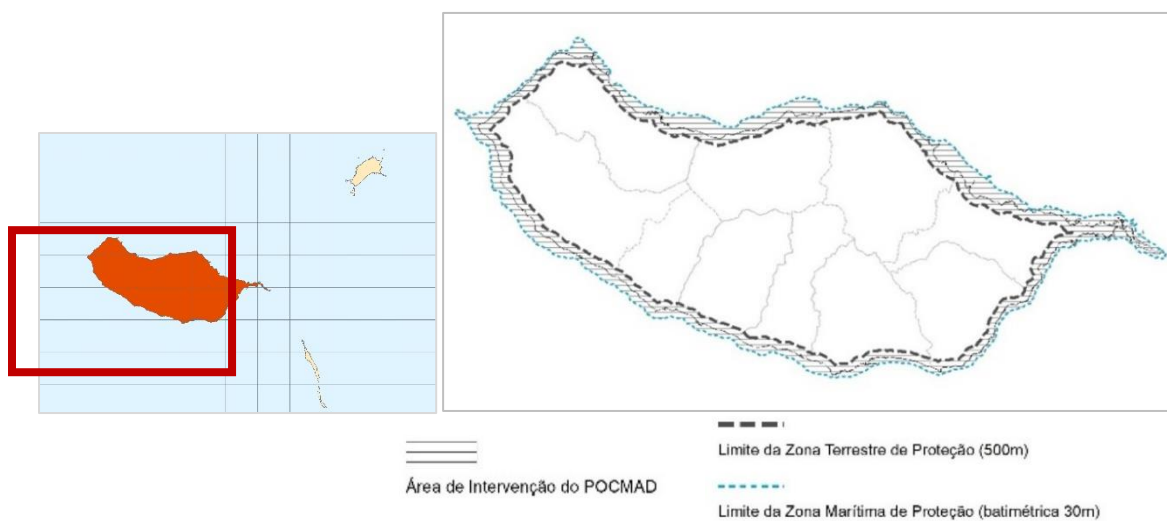 Área de Intervenção do POCMAD
Limite da Zona Terrestre de Proteção (500m)
Limite da Zona Marítima de Proteção (batimétrica 30m)